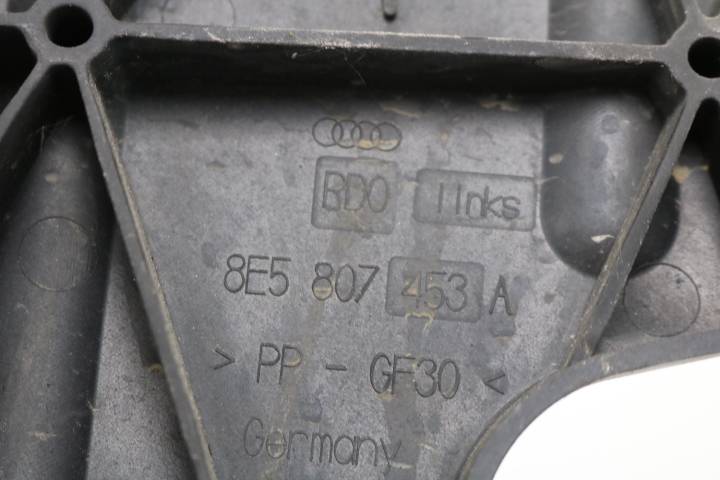 BDO links
8E5 807 453 A
> PP - GF30 <
Germany